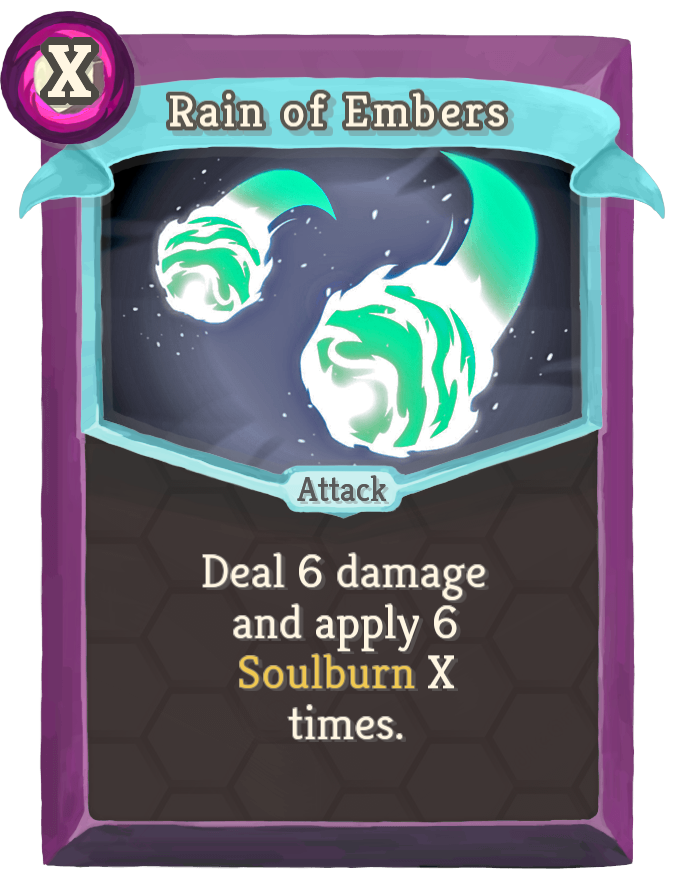 X
Rain of Embers
Attack
Deal 6 damage
and apply 6
Soulburn X
times.